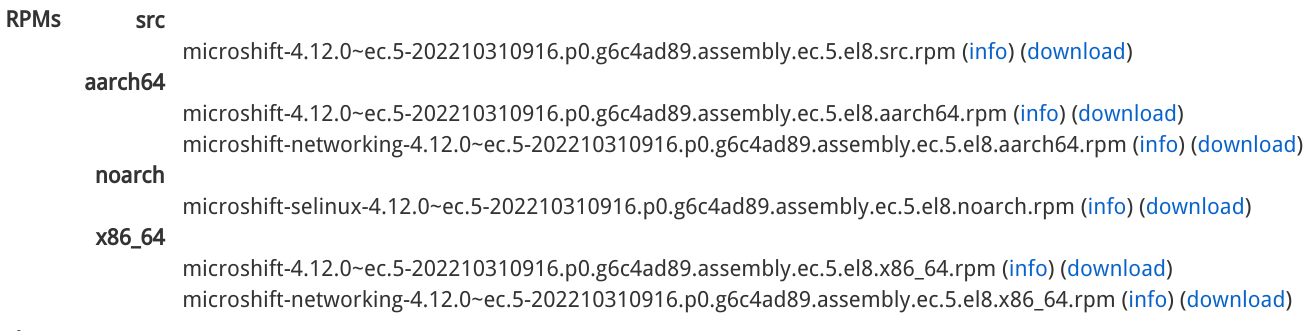 RPMs src
microshift-4.12.0~ec.5-202210310916.p0.g6c4ad89.assembly.ec.5.el8.src.rpm (info) (download)
aarch64
microshift-4.12.0~ec.5-202210310916.p0.g6c4ad89.assembly.ec.5.el8.aarch64.rpm (info) (download)
microshift-networking-4.12.0~ec.5-202210310916.p0.g6c4ad89.assembly.ec.5.el8.aarch64.rpm (info) (download)
noarch
microshift-selinux-4.12.0~ec.5-202210310916.p0.g6c4ad89.assembly.ec.5.el8.noarch.rpm (info) (download)
x86_64
microshift-4.12.0~ec.5-202210310916.p0.g6c4ad89.assembly.ec.5.el8.x86_64.rpm (info) (download)
microshift-networking-4.12.0~ec.5-202210310916.p0.g6c4ad89.assembly.ec.5.el8.x86_64.rpm (info) (download)